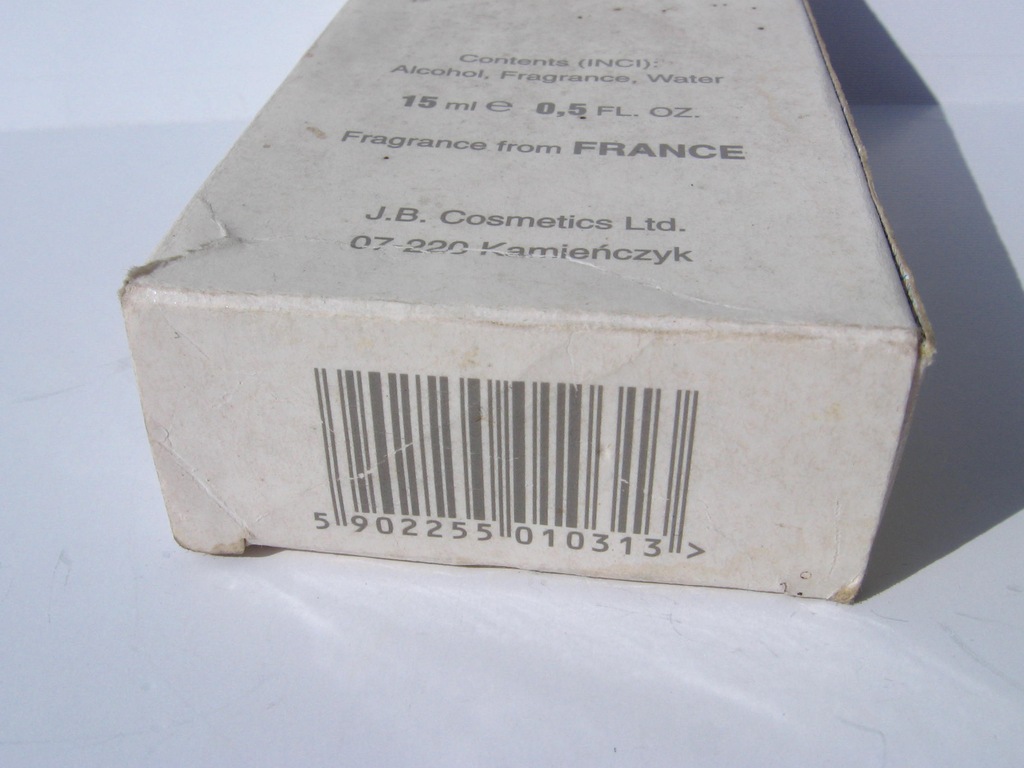 Contents (INCI):
Alcohol, Fragrance, Water
15 ml e 0,5 FL. OZ.
Fragrance from FRANCE
J.B. Cosmetics Ltd.
07-220 Kamieńczyk
5 902255 010313 >